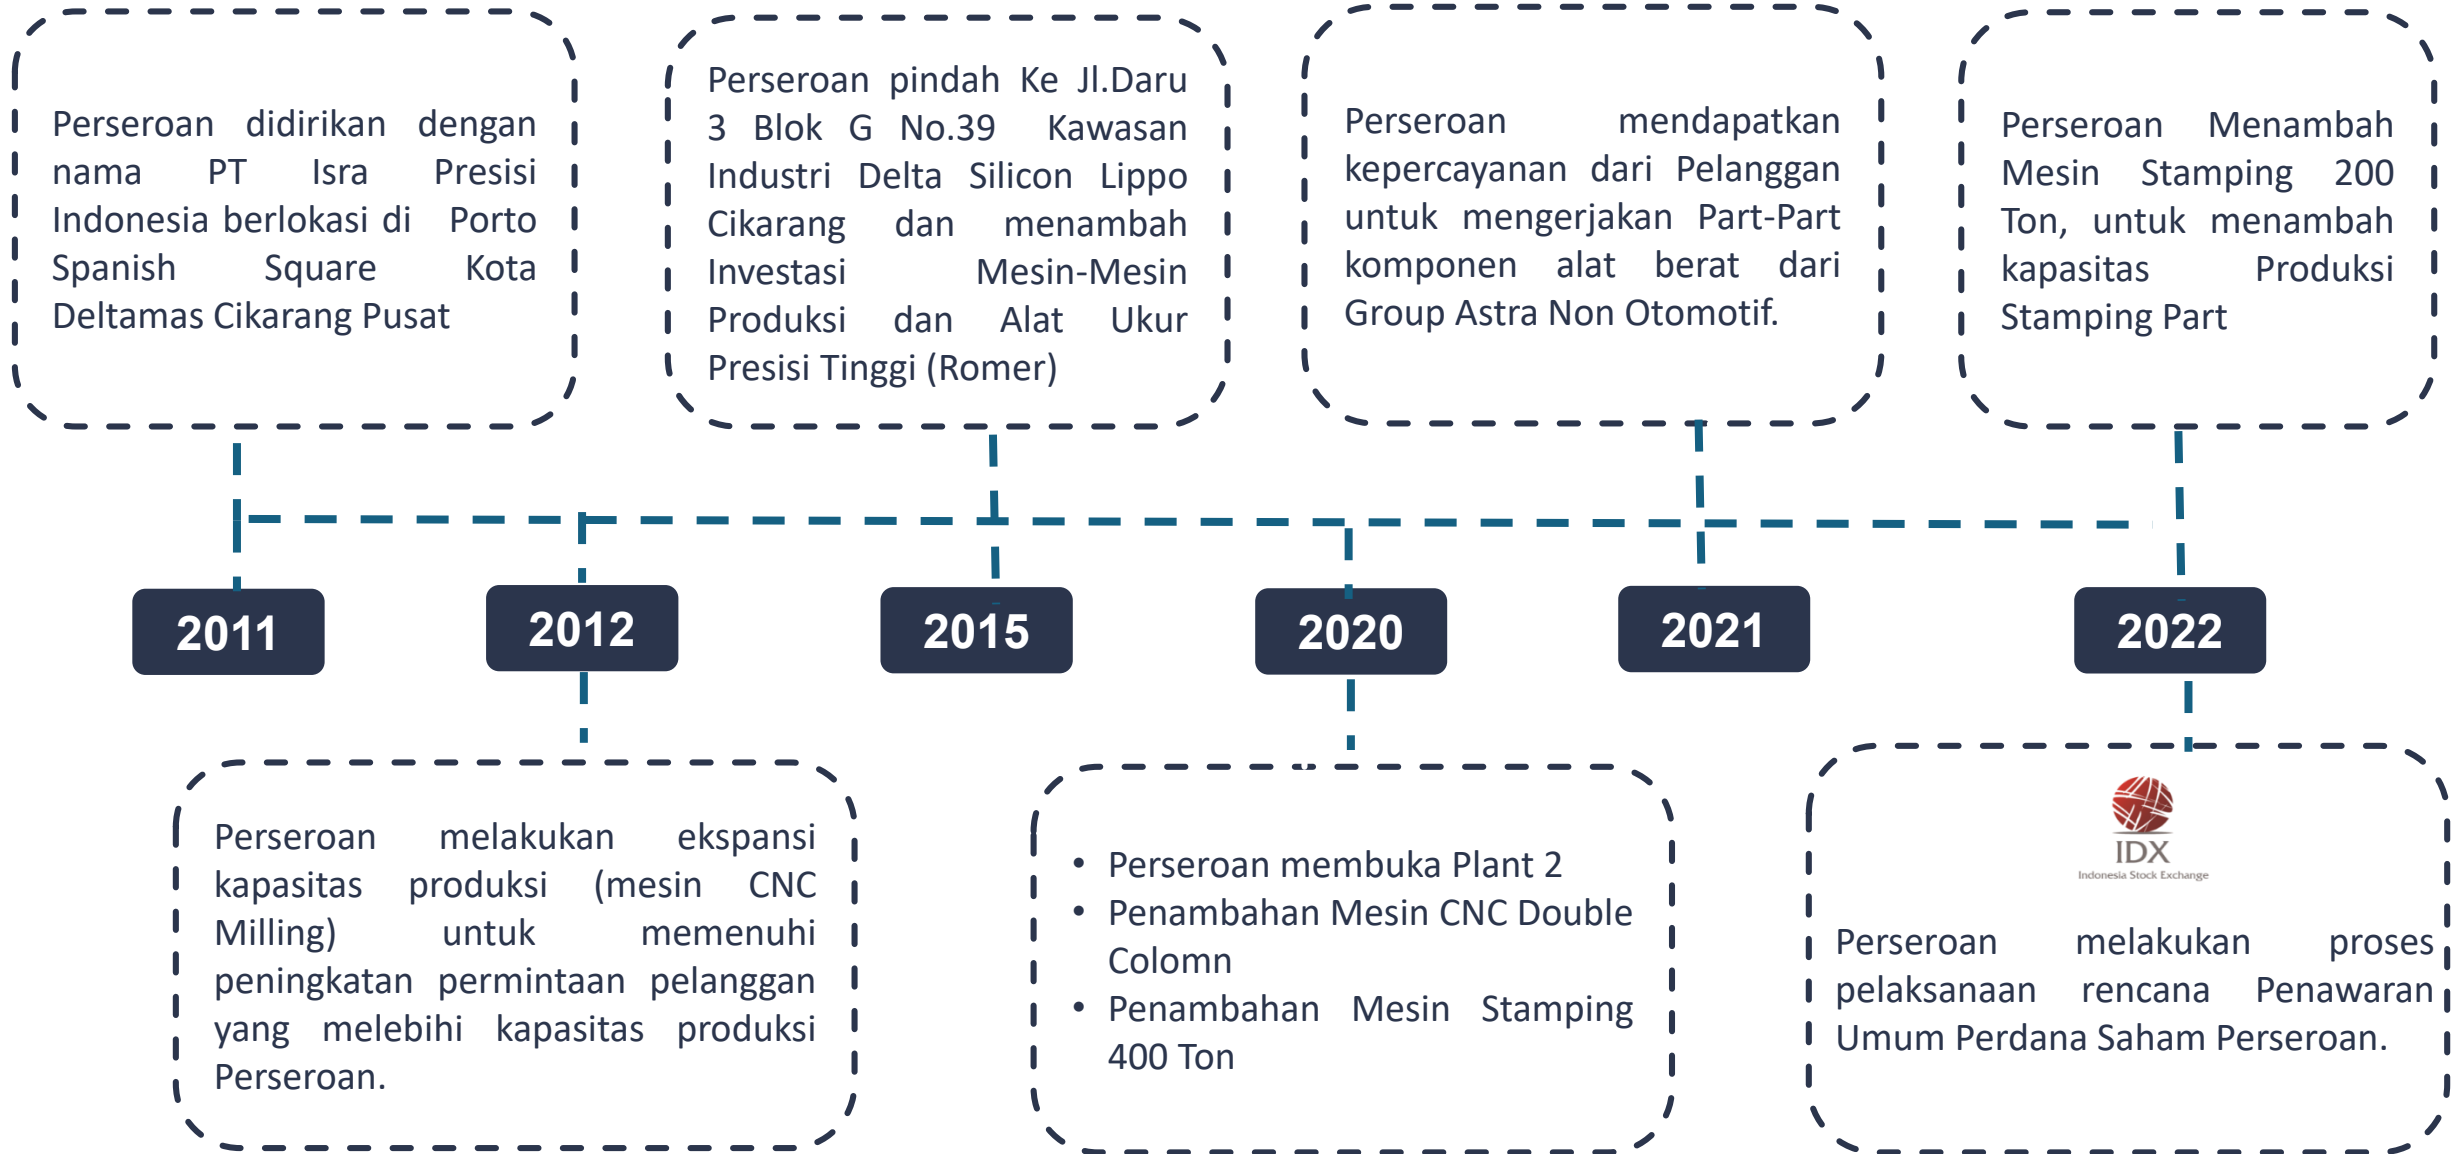 Perseroan didirikan dengan
nama PT Isra Presisi
Indonesia berlokasi di Porto
Spanish Square Kota
Deltamas Cikarang Pusat
Perseroan pindah Ke Jl.Daru
3 Blok G No.39 Kawasan
Industri Delta Silicon Lippo
Cikarang dan menambah
Investasi Mesin-Mesin
Produksi dan Alat Ukur
Presisi Tinggi (Romer)
Perseroan mendapatkan
kepercayanan dari Pelanggan
untuk mengerjakan Part-Part
komponen alat berat dari
Group Astra Non Otomotif.
Perseroan Menambah
Mesin Stamping 200
Ton, untuk menambah
kapasitas Produksi
Stamping Part
2011
2012
2015
2020
2021
2022
Perseroan melakukan ekspansi
kapasitas produksi (mesin CNC
Milling) untuk memenuhi
peningkatan permintaan pelanggan
yang melebihi kapasitas produksi
Perseroan.
• Perseroan membuka Plant 2
• Penambahan Mesin CNC Double
Colomn
• Penambahan Mesin Stamping
400 Ton
IDX
Indonesia Stock Exchange
Perseroan melakukan proses
pelaksanaan rencana Penawaran
Umum Perdana Saham Perseroan.